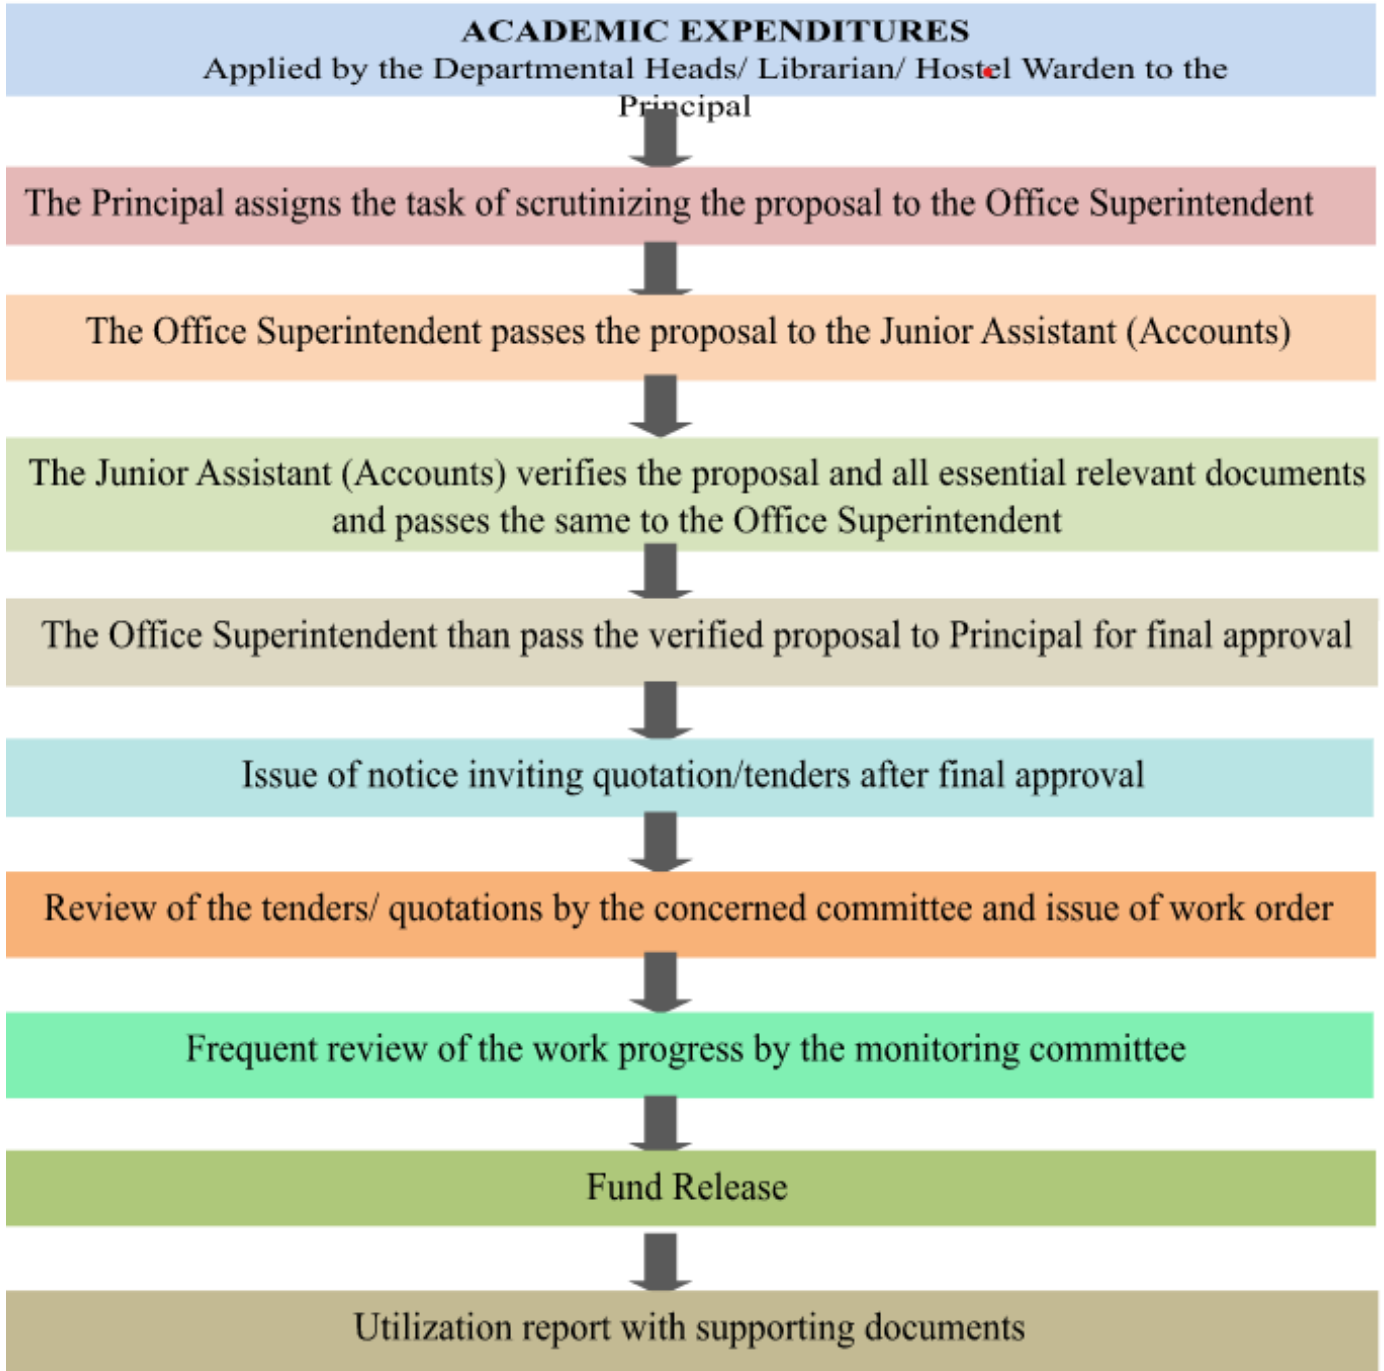 ACADEMIC EXPENDITURES
Applied by the Departmental Heads/ Librarian/ Hostel Warden to the
Principal
The Principal assigns the task of scrutinizing the proposal to the Office Superintendent
The Office Superintendent passes the proposal to the Junior Assistant (Accounts)
The Junior Assistant (Accounts) verifies the proposal and all essential relevant documents
and passes the same to the Office Superintendent
The Office Superintendent than pass the verified proposal to Principal for final approval
Issue of notice inviting quotation/tenders after final approval
Review of the tenders/ quotations by the concerned committee and issue of work order
Frequent review of the work progress by the monitoring committee
Fund Release
Utilization report with supporting documents